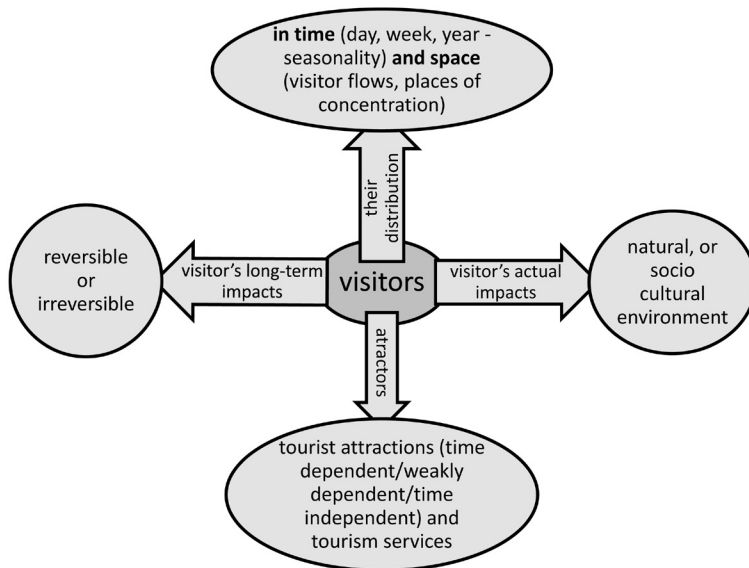 in time (day, week, year -
seasonality) and space
(visitor flows, places of
concentration)
their
distribution
reversible
or
irreversible
visitor's long-term
impacts
visitors
visitor's actual
impacts
natural, or
socio
cultural
environment
atractors
tourist attractions (time
dependent/weakly
dependent/time
independent) and
tourism services